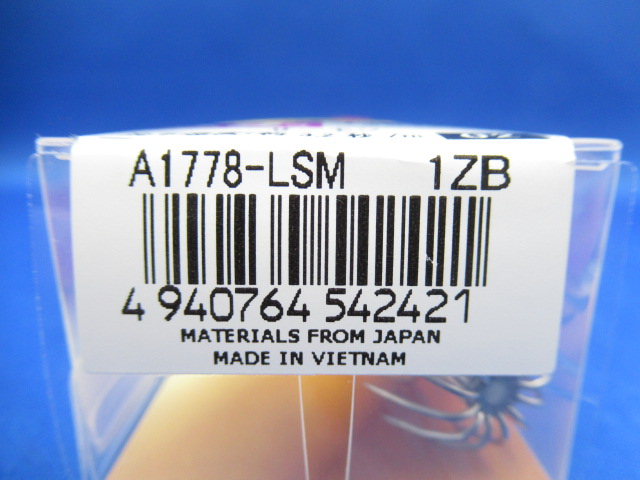 A1778-LSM 1ZB
4 940764 542421
MATERIALS FROM JAPAN
MADE IN VIETNAM